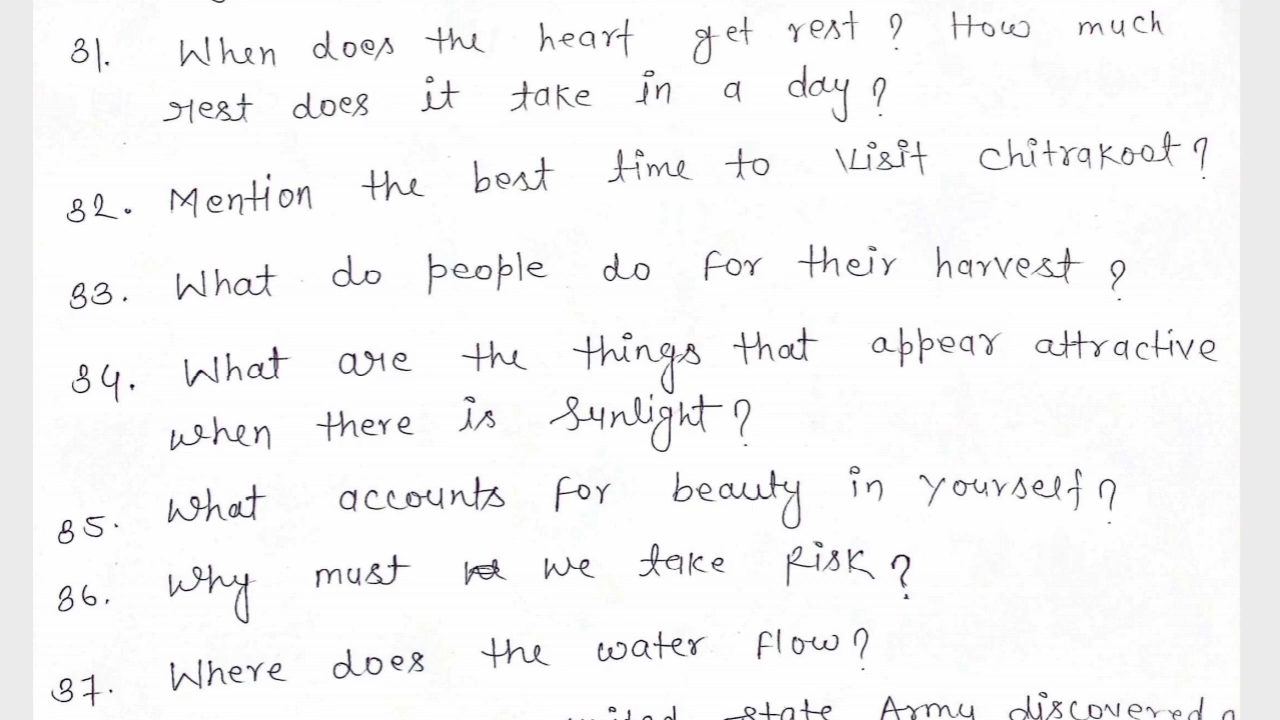 31. When does the heart get rest ? How much
rest does it take in a day ?
32. Mention the best time to visit chitrakoot ?
33. What do people do for their harvest ?
34. What are the things that appear attractive
when there is sunlight ?
35. What accounts for beauty in yourself ?
36. Why must we take Risk ?
37. Where does the water flow ?
state Army discovered